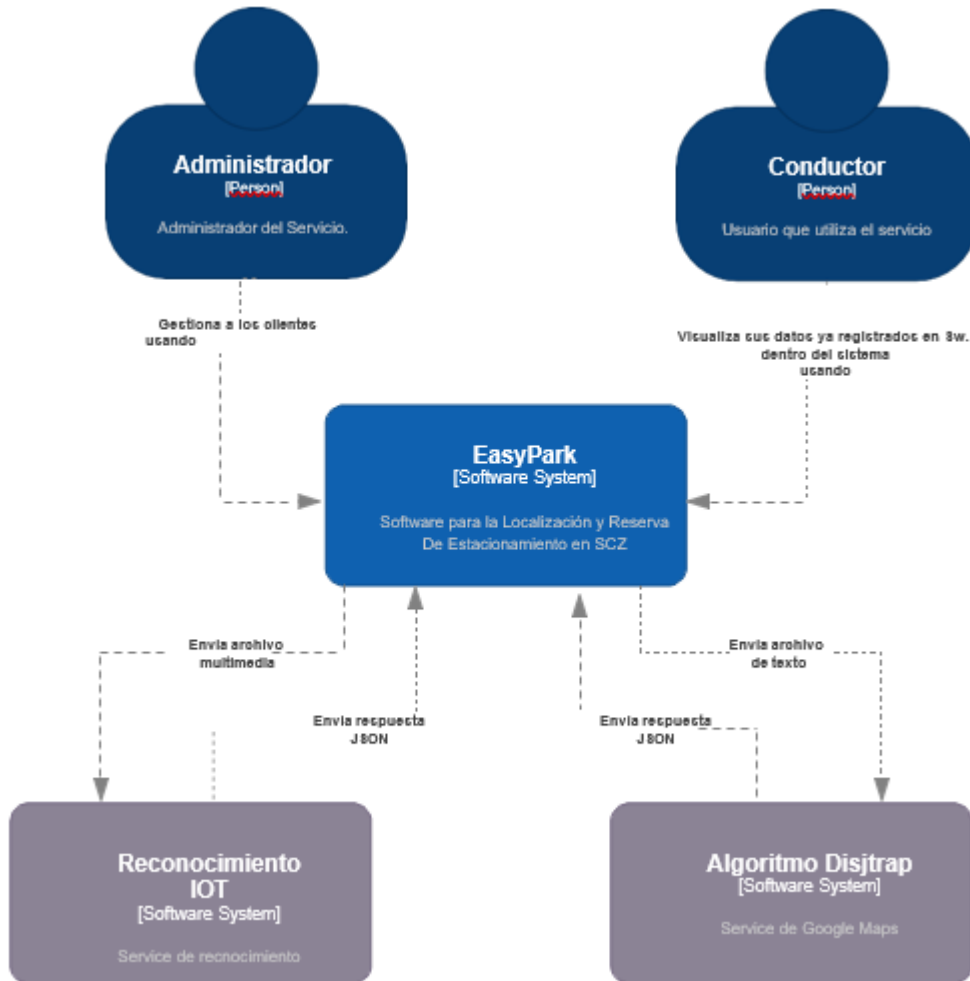 Administrador
[Person]
Administrador del Servicio.
Conductor
[Person]
Usuario que utiliza el servicio
Gestiona a los clientes
usando
Visualiza sus datos ya registrados en Sw.
dentro del sistema
usando
EasyPark
[Software System]
Software para la Localización y Reserva
De Estacionamiento en SCZ
Envia archivo
multimedia
Envia archivo
de texto
Envia respuesta
JSON
Envia respuesta
JSON
Reconocimiento
IOT
[Software System]
Service de recnocimiento
Algoritmo Disjtrap
[Software System]
Service de Google Maps